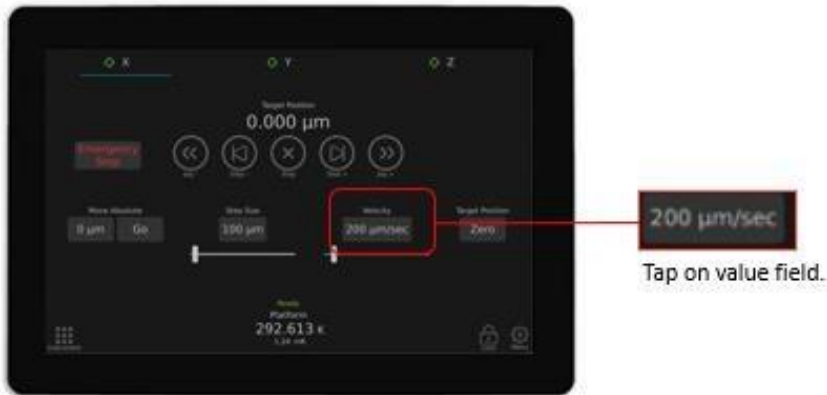 X Y Z
Target Position
0.000 µm
Emergency
Stop
Move Absolute Step Size Velocity Target Position
0 µm Go 100 µm 200 µm/sec Zero
Ready
Platform
292.613 K
200 µm/sec
Tap on value field.